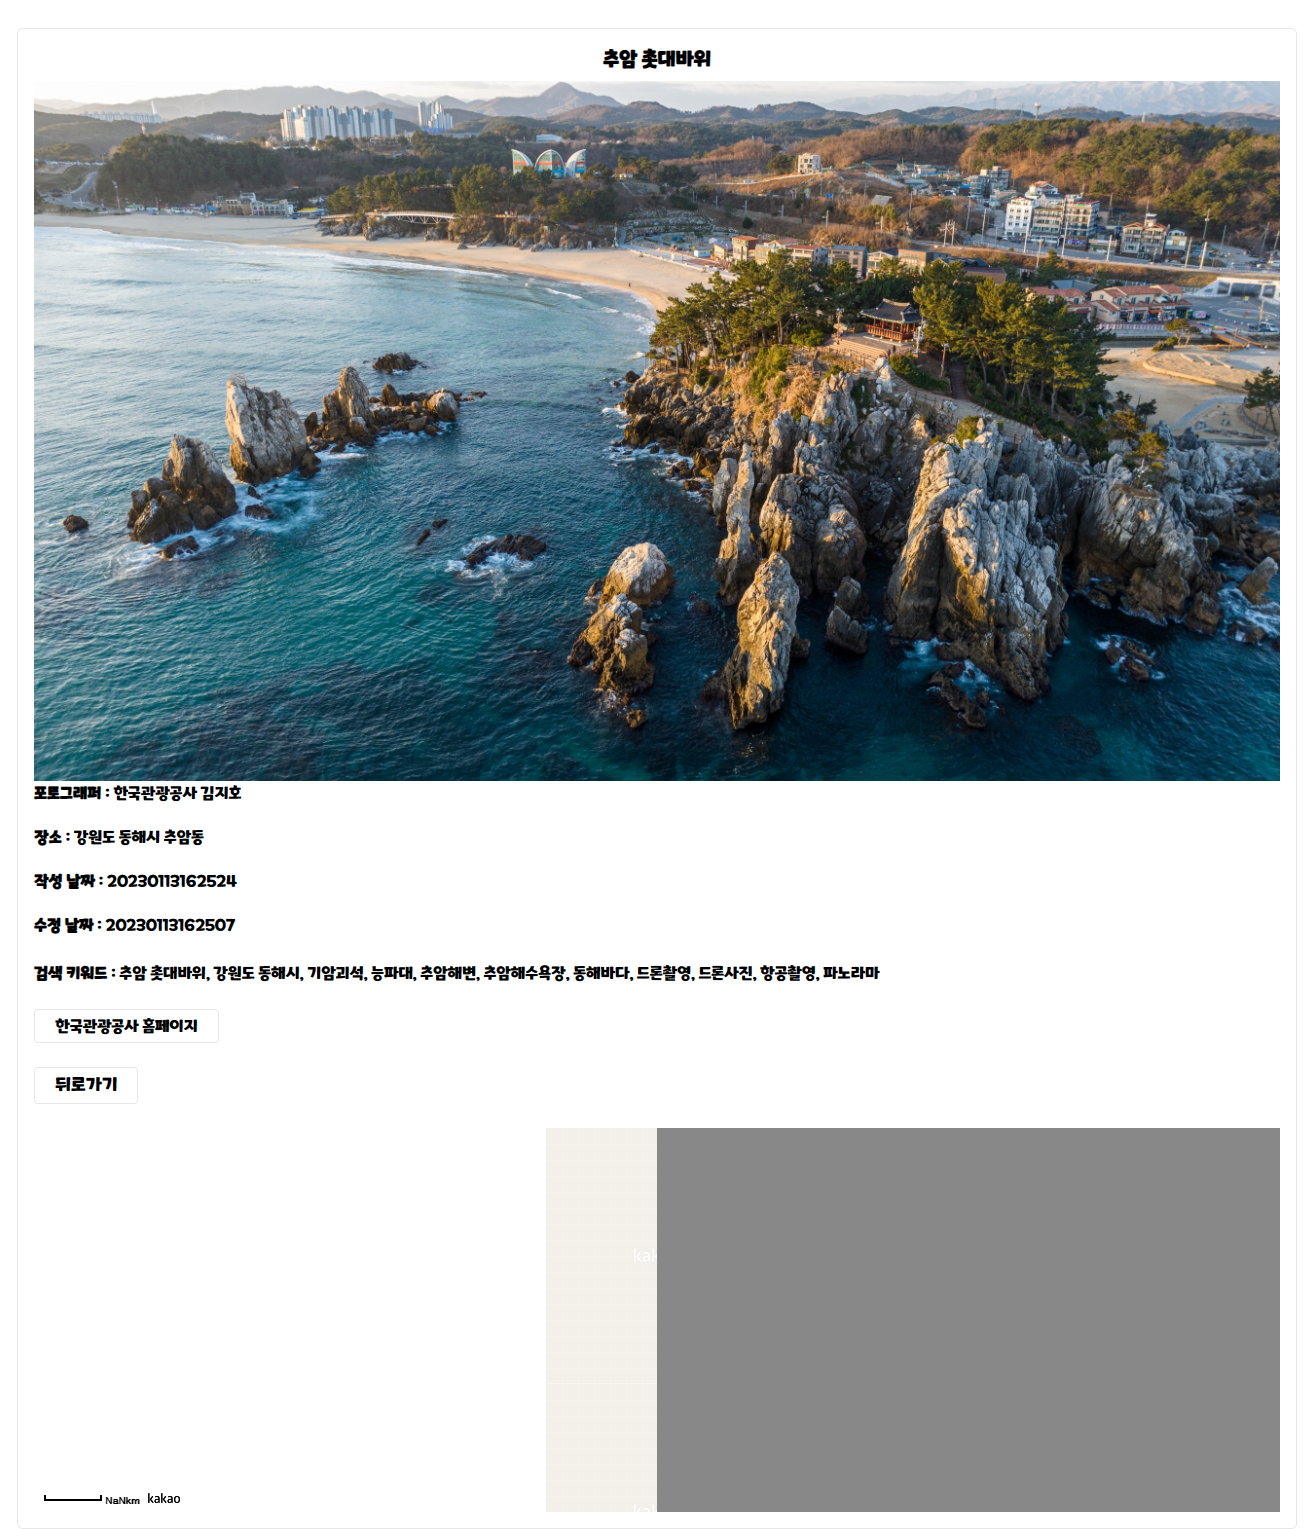 추암 촛대바위
포토그래퍼 : 한국관광공사 김지호
장소 : 강원도 동해시 추암동
작성 날짜 : 20230113162524
수정 날짜 : 20230113162507
검색 키워드 : 추암 촛대바위, 강원도 동해시, 기암괴석, 능파대, 추암해변, 추암해수욕장, 동해바다, 드론촬영, 드론사진, 항공촬영, 파노라마
한국관광공사 홈페이지
뒤로가기
kak
kak
NaNkm kakao